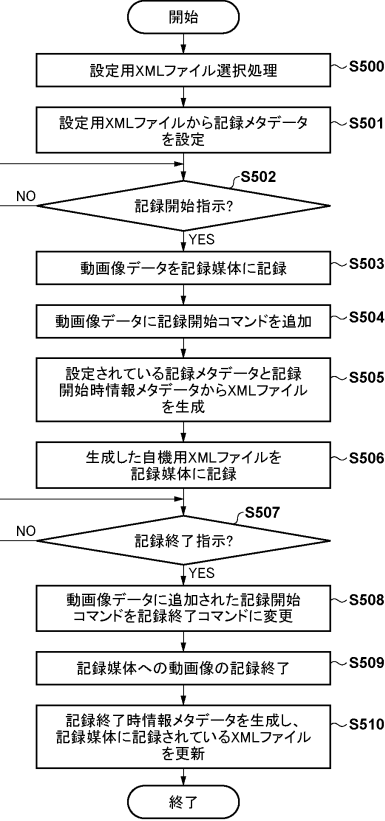 開始
設定用XMLファイル選択処理
S500
設定用XMLファイルから記録メタデータ
を設定
S501
S502
記録開始指示?
NO
YES
動画像データを記録媒体に記録
S503
動画像データに記録開始コマンドを追加
S504
設定されている記録メタデータと記録
開始時情報メタデータからXMLファイル
を生成
S505
生成した自機用XMLファイルを
記録媒体に記録
S506
S507
記録終了指示?
NO
YES
動画像データに追加された記録開始
コマンドを記録終了コマンドに変更
S508
記録媒体への動画像の記録終了
S509
記録終了時情報メタデータを生成し、
記録媒体に記録されているXMLファイル
を更新
S510
終了